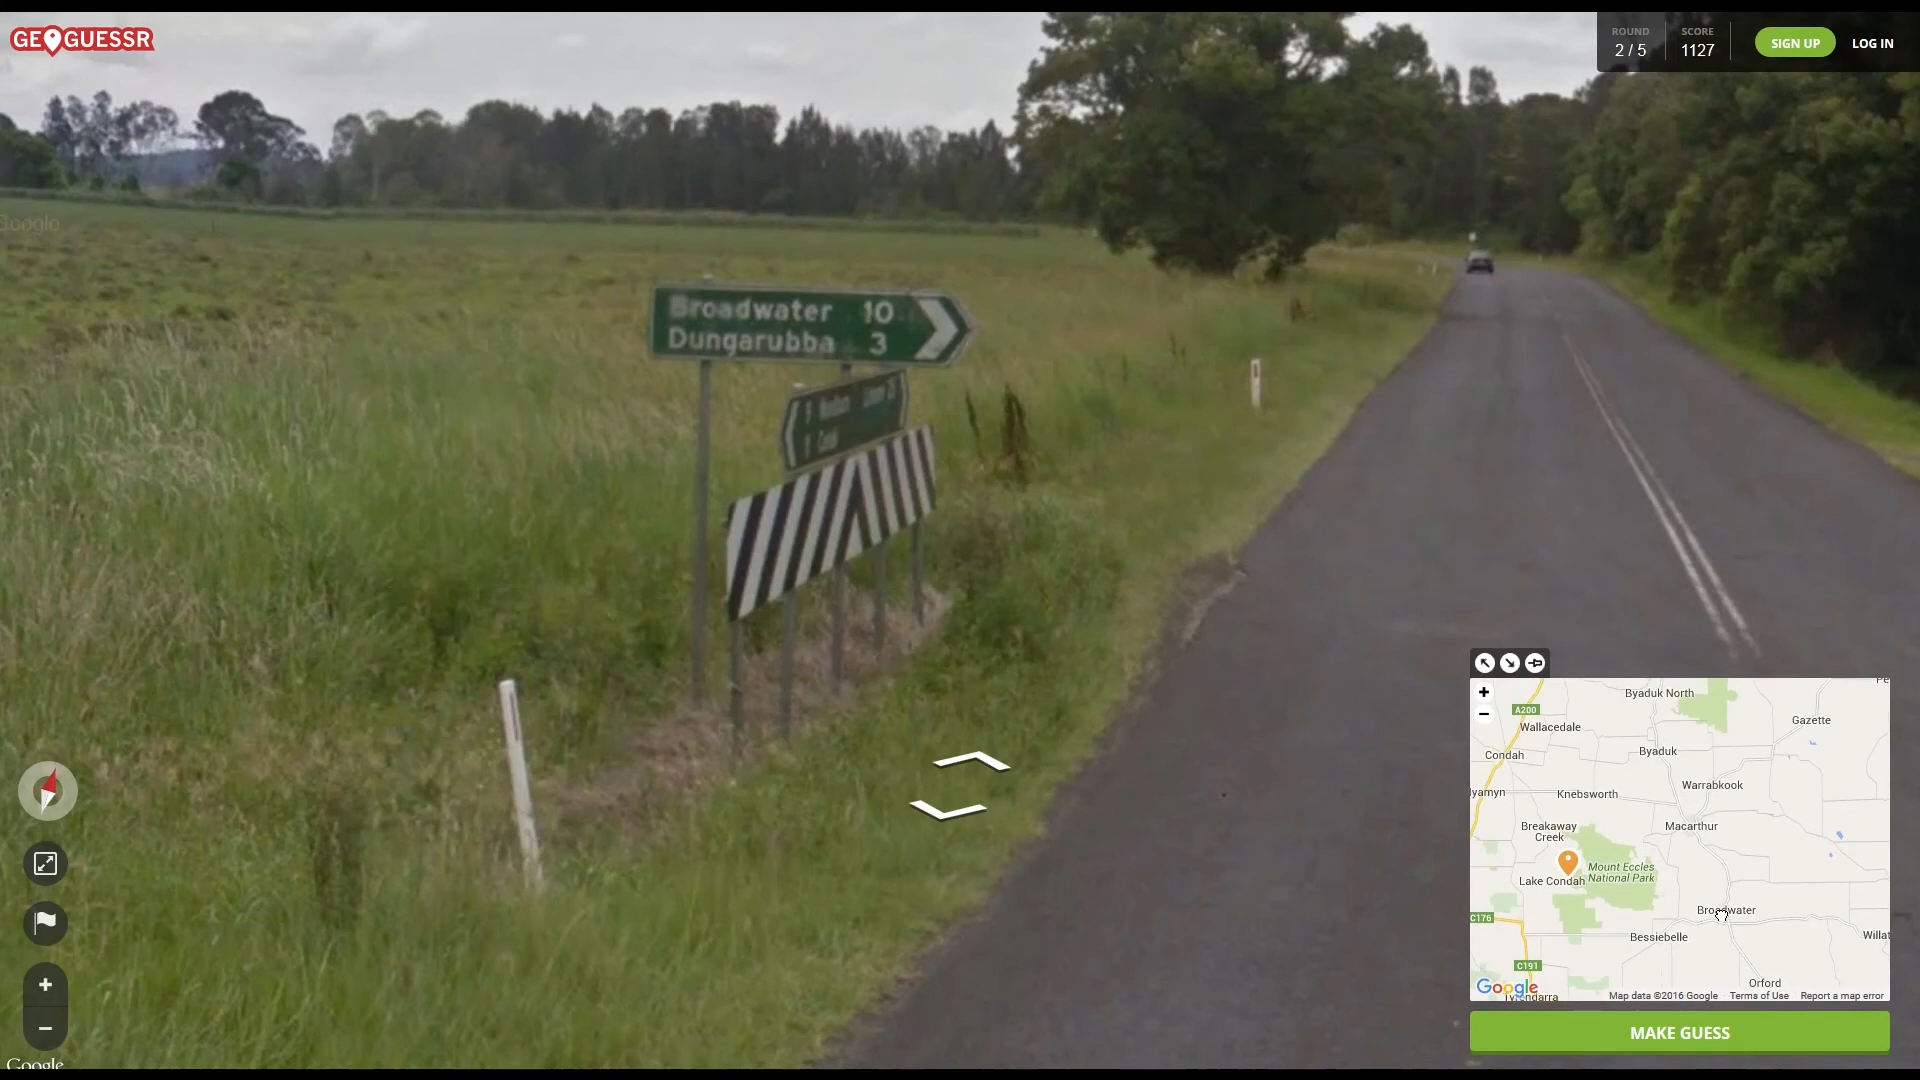 GEOGUESSR
ROUND
2 / 5
SCORE
1127
SIGN UP
LOG IN
Google
Broadwater 10
Dungarubba 3
Byaduk North
A200
Wallacedale
Gazette
Condah
Byaduk
Warrabkook
Knebsworth
Breakaway
Creek
Macarthur
Mount Eccles
National Park
Lake Condah
C176
Broadwater
Bessiebelle
C191
Orford
Google
Map data ©2016 Google
Terms of Use
Report a map error
MAKE GUESS
Google